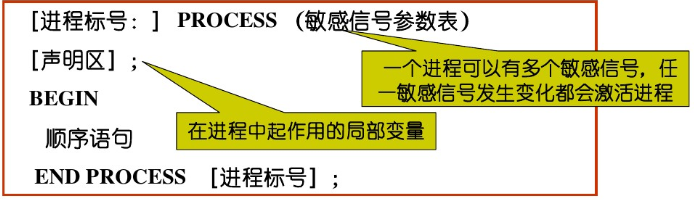 [进程标号：] PROCESS （敏感信号参数表）
[声明区]；
一个进程可以有多个敏感信号，任
一敏感信号发生变化都会激活进程
BEGIN
顺序语句
在进程中起作用的局部变量
END PROCESS [进程标号]；